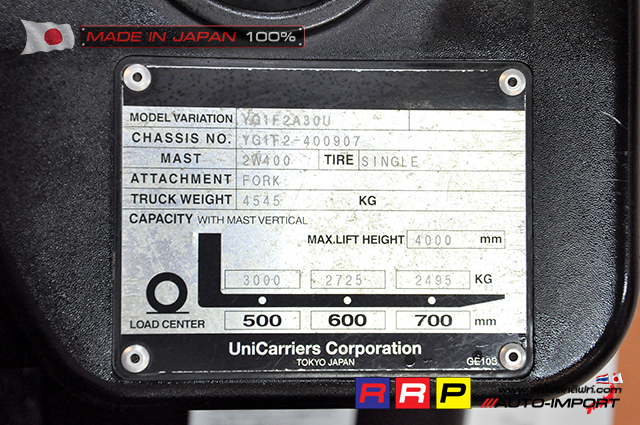 MADE IN JAPAN 100%
MODEL VARIATION YG1F2A30U
CHASSIS NO. YG1F2-400907
MAST 2W400 TIRE SINGLE
ATTACHMENT FORK
TRUCK WEIGHT 4545 KG
CAPACITY WITH MAST VERTICAL
MAX.LIFT HEIGHT 4000 mm
3000 2725 2495 KG
LOAD CENTER 500 600 700 mm
UniCarriers Corporation
TOKYO JAPAN GE103
RRP
AUTO-IMPORT